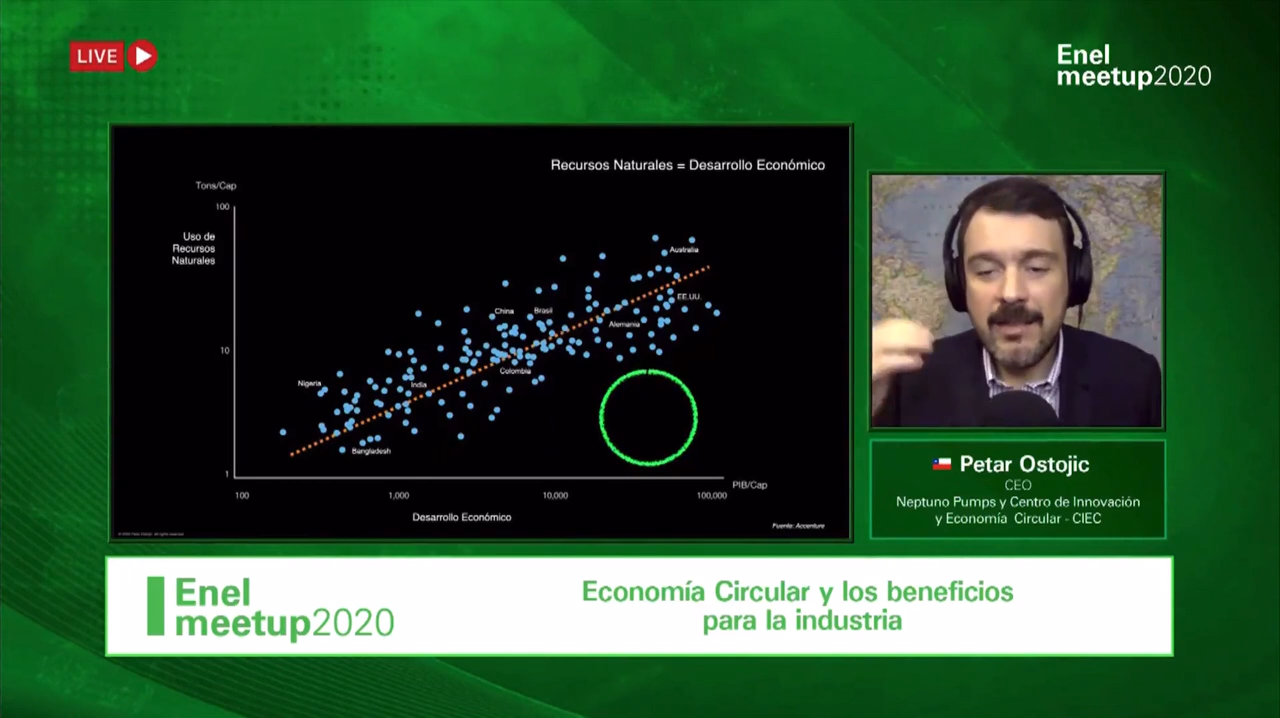 LIVE
Enel
meetup2020
Recursos Naturales = Desarrollo Económico
Tons/Cap
100
Uso de
Recursos
Naturales
Australia
EE.UU.
China
Brasil
Alemania
10
Colombia
Nigeria
India
Bangladesh
1
PIB/Cap
100
1,000
10,000
100,000
Desarrollo Económico
Fuente: Accenture
Petar Ostojic
CEO
Neptuno Pumps y Centro de Innovación
y Economía Circular - CIEC
Enel
meetup2020
Economía Circular y los beneficios
para la industria